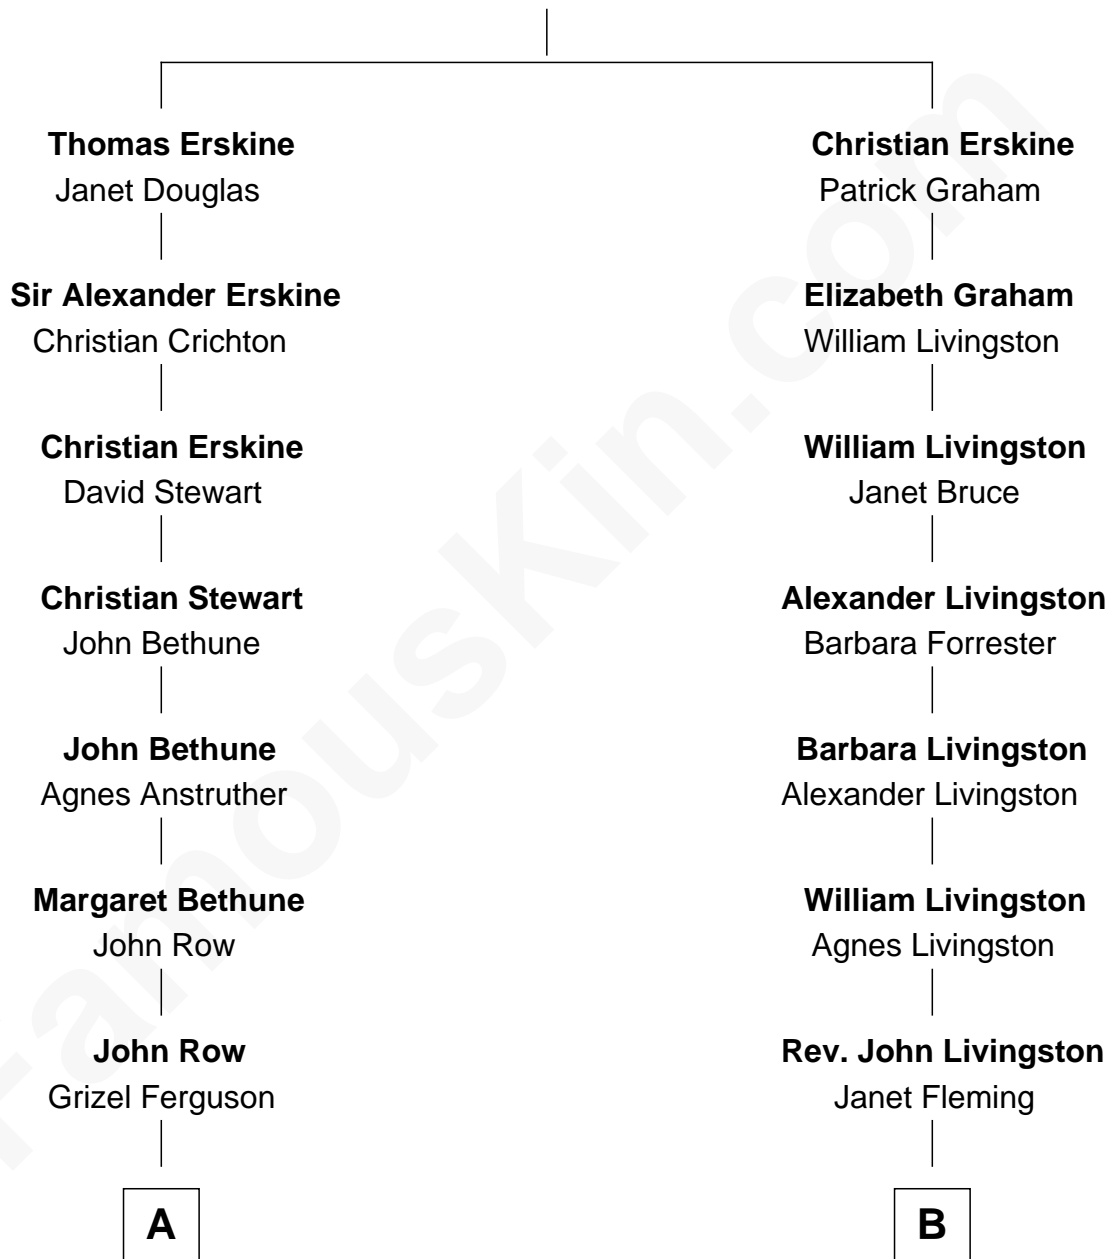 Thomas Erskine
Janet Douglas
Sir Alexander Erskine
Christian Crichton
Christian Erskine
David Stewart
Christian Stewart
John Bethune
John Bethune
Agnes Anstruther
Margaret Bethune
John Row
John Row
Grizel Ferguson
A
Christian Erskine
Patrick Graham
Elizabeth Graham
William Livingston
William Livingston
Janet Bruce
Alexander Livingston
Barbara Forrester
Barbara Livingston
Alexander Livingston
William Livingston
Agnes Livingston
Rev. John Livingston
Janet Fleming
B
FamousKin.com